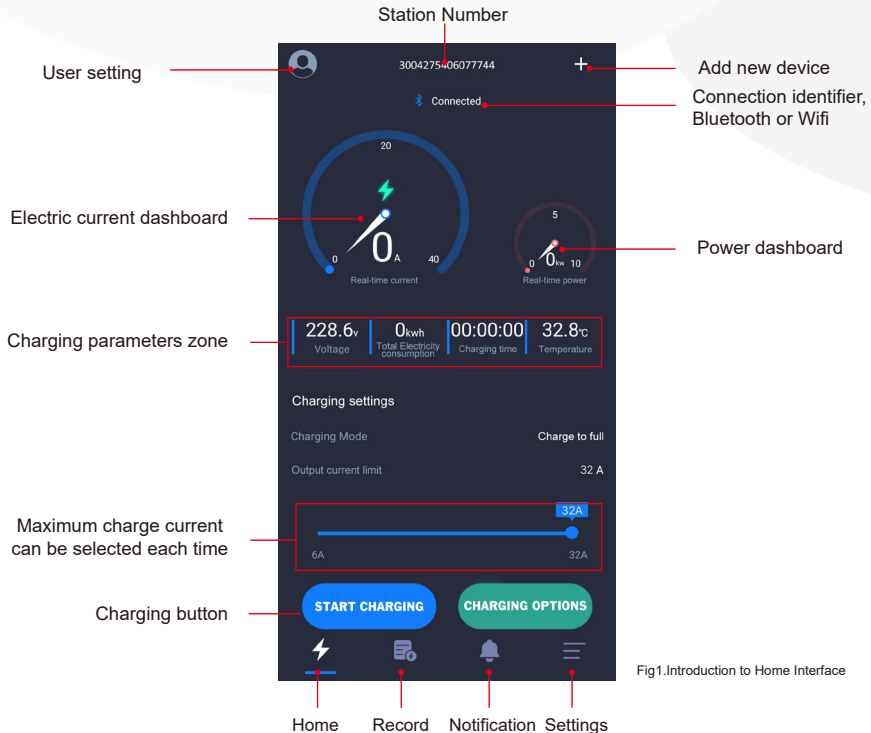 Station Number
User setting
3004275406077744
+
Add new device
Connected
Connection identifier,
Bluetooth or Wifi
20
Electric current dashboard
0
0 A
40
Real-time current
5
0
0kw
10
Real-time power
Power dashboard
Charging parameters zone
228.6v
Voltage
0kwh
Total Electricity
consumption
00:00:00
Charging time
32.8℃
Temperature
Charging settings
Charging Mode
Charge to full
Output current limit
32 A
Maximum charge current
can be selected each time
32A
6A
32A
Charging button
START CHARGING
CHARGING OPTIONS
Fig1.Introduction to Home Interface
Home
Record
Notification
Settings